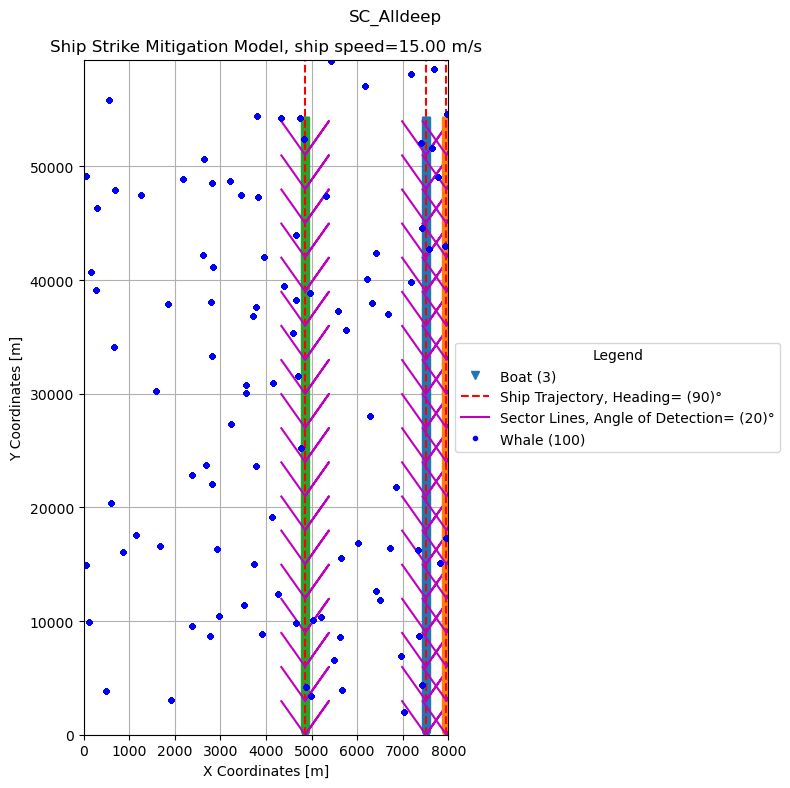 SC_Alldeep
Ship Strike Mitigation Model, ship speed=15.00 m/s
Y Coordinates [m]
50000
40000
30000
20000
10000
0
0 1000 2000 3000 4000 5000 6000 7000 8000
X Coordinates [m]
Legend
Boat (3)
Ship Trajectory, Heading= (90)°
Sector Lines, Angle of Detection= (20)°
Whale (100)